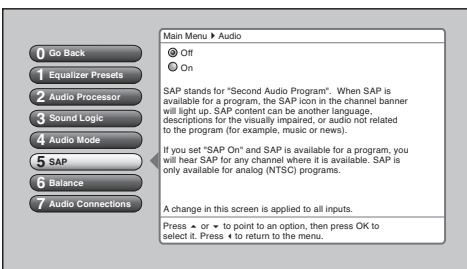 0 Go Back
1 Equalizer Presets
2 Audio Processor
3 Sound Logic
4 Audio Mode
5 SAP
6 Balance
7 Audio Connections
Main Menu ▶ Audio
Off
On
SAP stands for "Second Audio Program". When SAP is
available for a program, the SAP icon in the channel banner
will light up. SAP content can be another language,
descriptions for the visually impaired, or audio not related
to the program (for example, music or news).
If you set "SAP On" and SAP is available for a program, you
will hear SAP for any channel where it is available. SAP is
only available for analog (NTSC) programs.
A change in this screen is applied to all inputs.
Press ▲ or ▼ to point to an option, then press OK to
select it. Press ◀ to return to the menu.